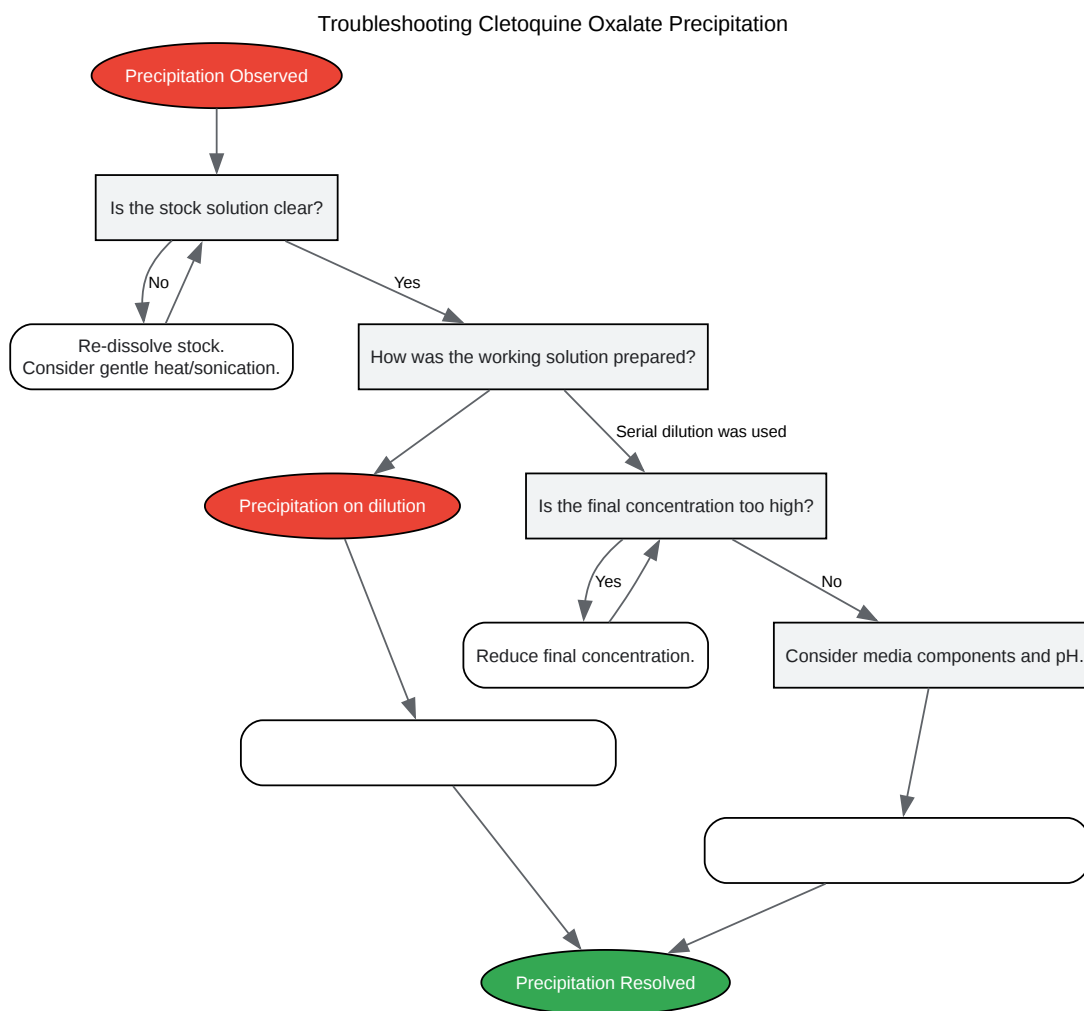 Troubleshooting Cletoquine Oxalate Precipitation
Precipitation Observed
Is the stock solution clear?
No
Yes
Re-dissolve stock.
Consider gentle heat/sonication.
How was the working solution prepared?
Serial dilution was used
Precipitation on dilution
Is the final concentration too high?
Yes
No
Reduce final concentration.
Consider media components and pH.
Precipitation Resolved